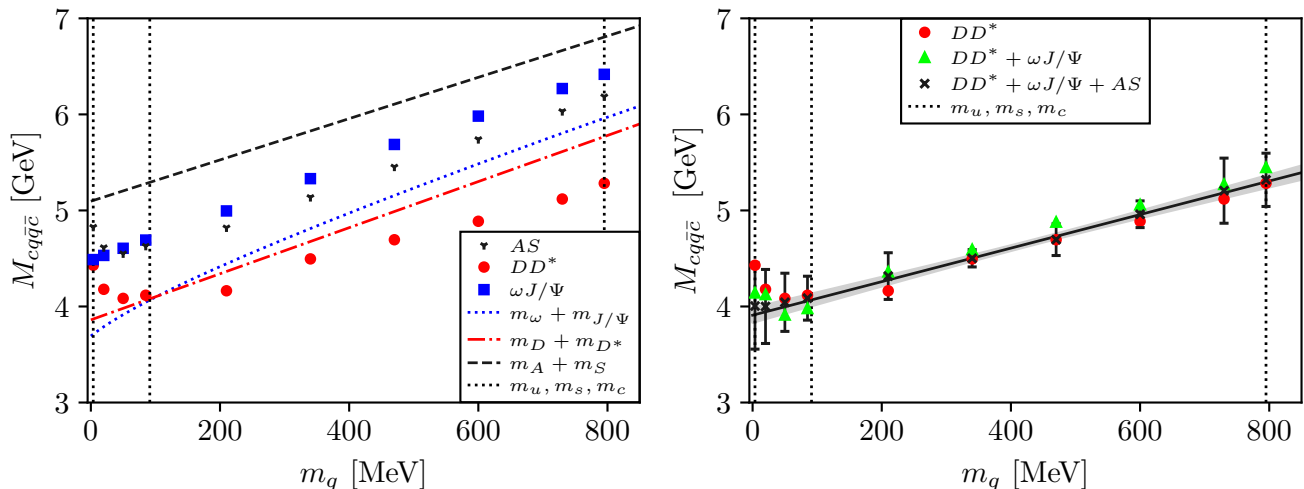 7
6
5
4
3
M_{cq\bar{q}\bar{c}} [GeV]
0 200 400 600 800
m_q [MeV]
AS
DD*
ωJ/Ψ
m_ω + m_{J/Ψ}
m_D + m_{D*}
m_A + m_S
m_u, m_s, m_c
7
6
5
4
3
M_{cq\bar{q}\bar{c}} [GeV]
0 200 400 600 800
m_q [MeV]
DD*
DD* + ωJ/Ψ
DD* + ωJ/Ψ + AS
m_u, m_s, m_c